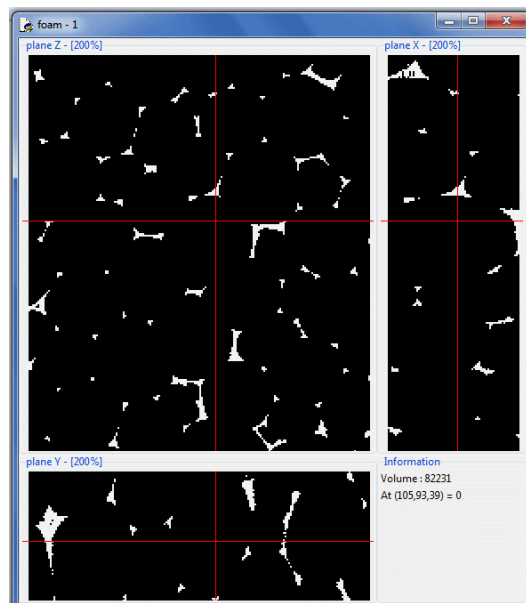 foam - 1
plane Z - [200%]
plane X - [200%]
plane Y - [200%]
Information
Volume : 82231
At (105,93,39) = 0